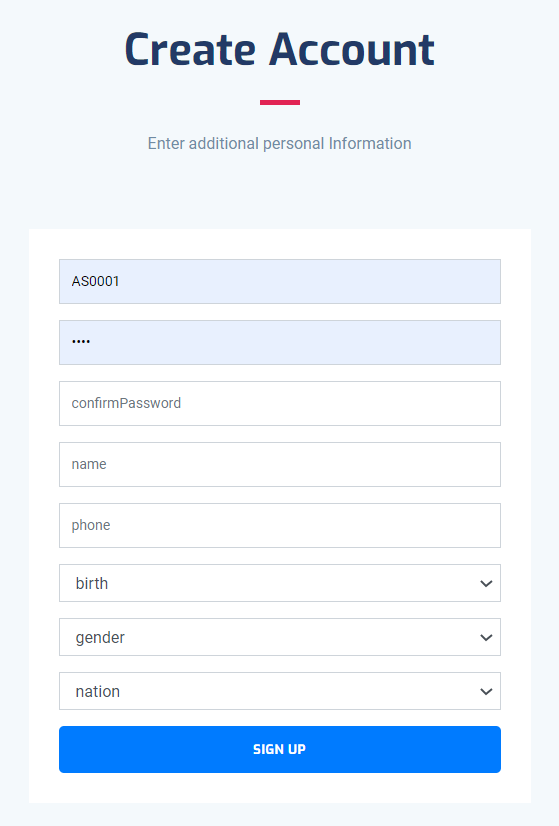 Create Account
Enter additional personal Information
AS0001
••••
confirmPassword
name
phone
birth
gender
nation
SIGN UP